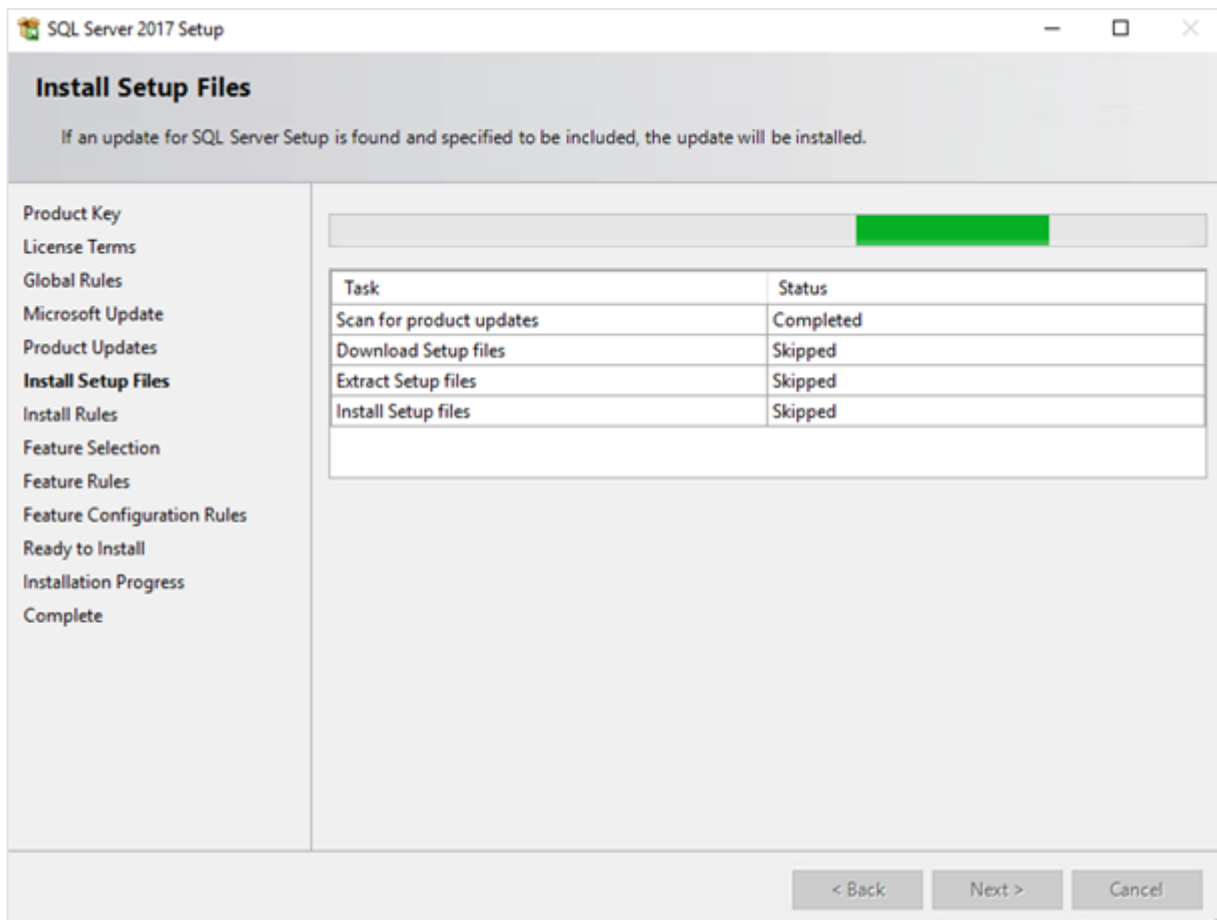 SQL Server 2017 Setup
Install Setup Files
If an update for SQL Server Setup is found and specified to be included, the update will be installed.
Product Key
License Terms
Global Rules
Microsoft Update
Product Updates
Install Setup Files
Install Rules
Feature Selection
Feature Rules
Feature Configuration Rules
Ready to Install
Installation Progress
Complete
Task Status
Scan for product updates Completed
Download Setup files Skipped
Extract Setup files Skipped
Install Setup files Skipped
< Back Next > Cancel